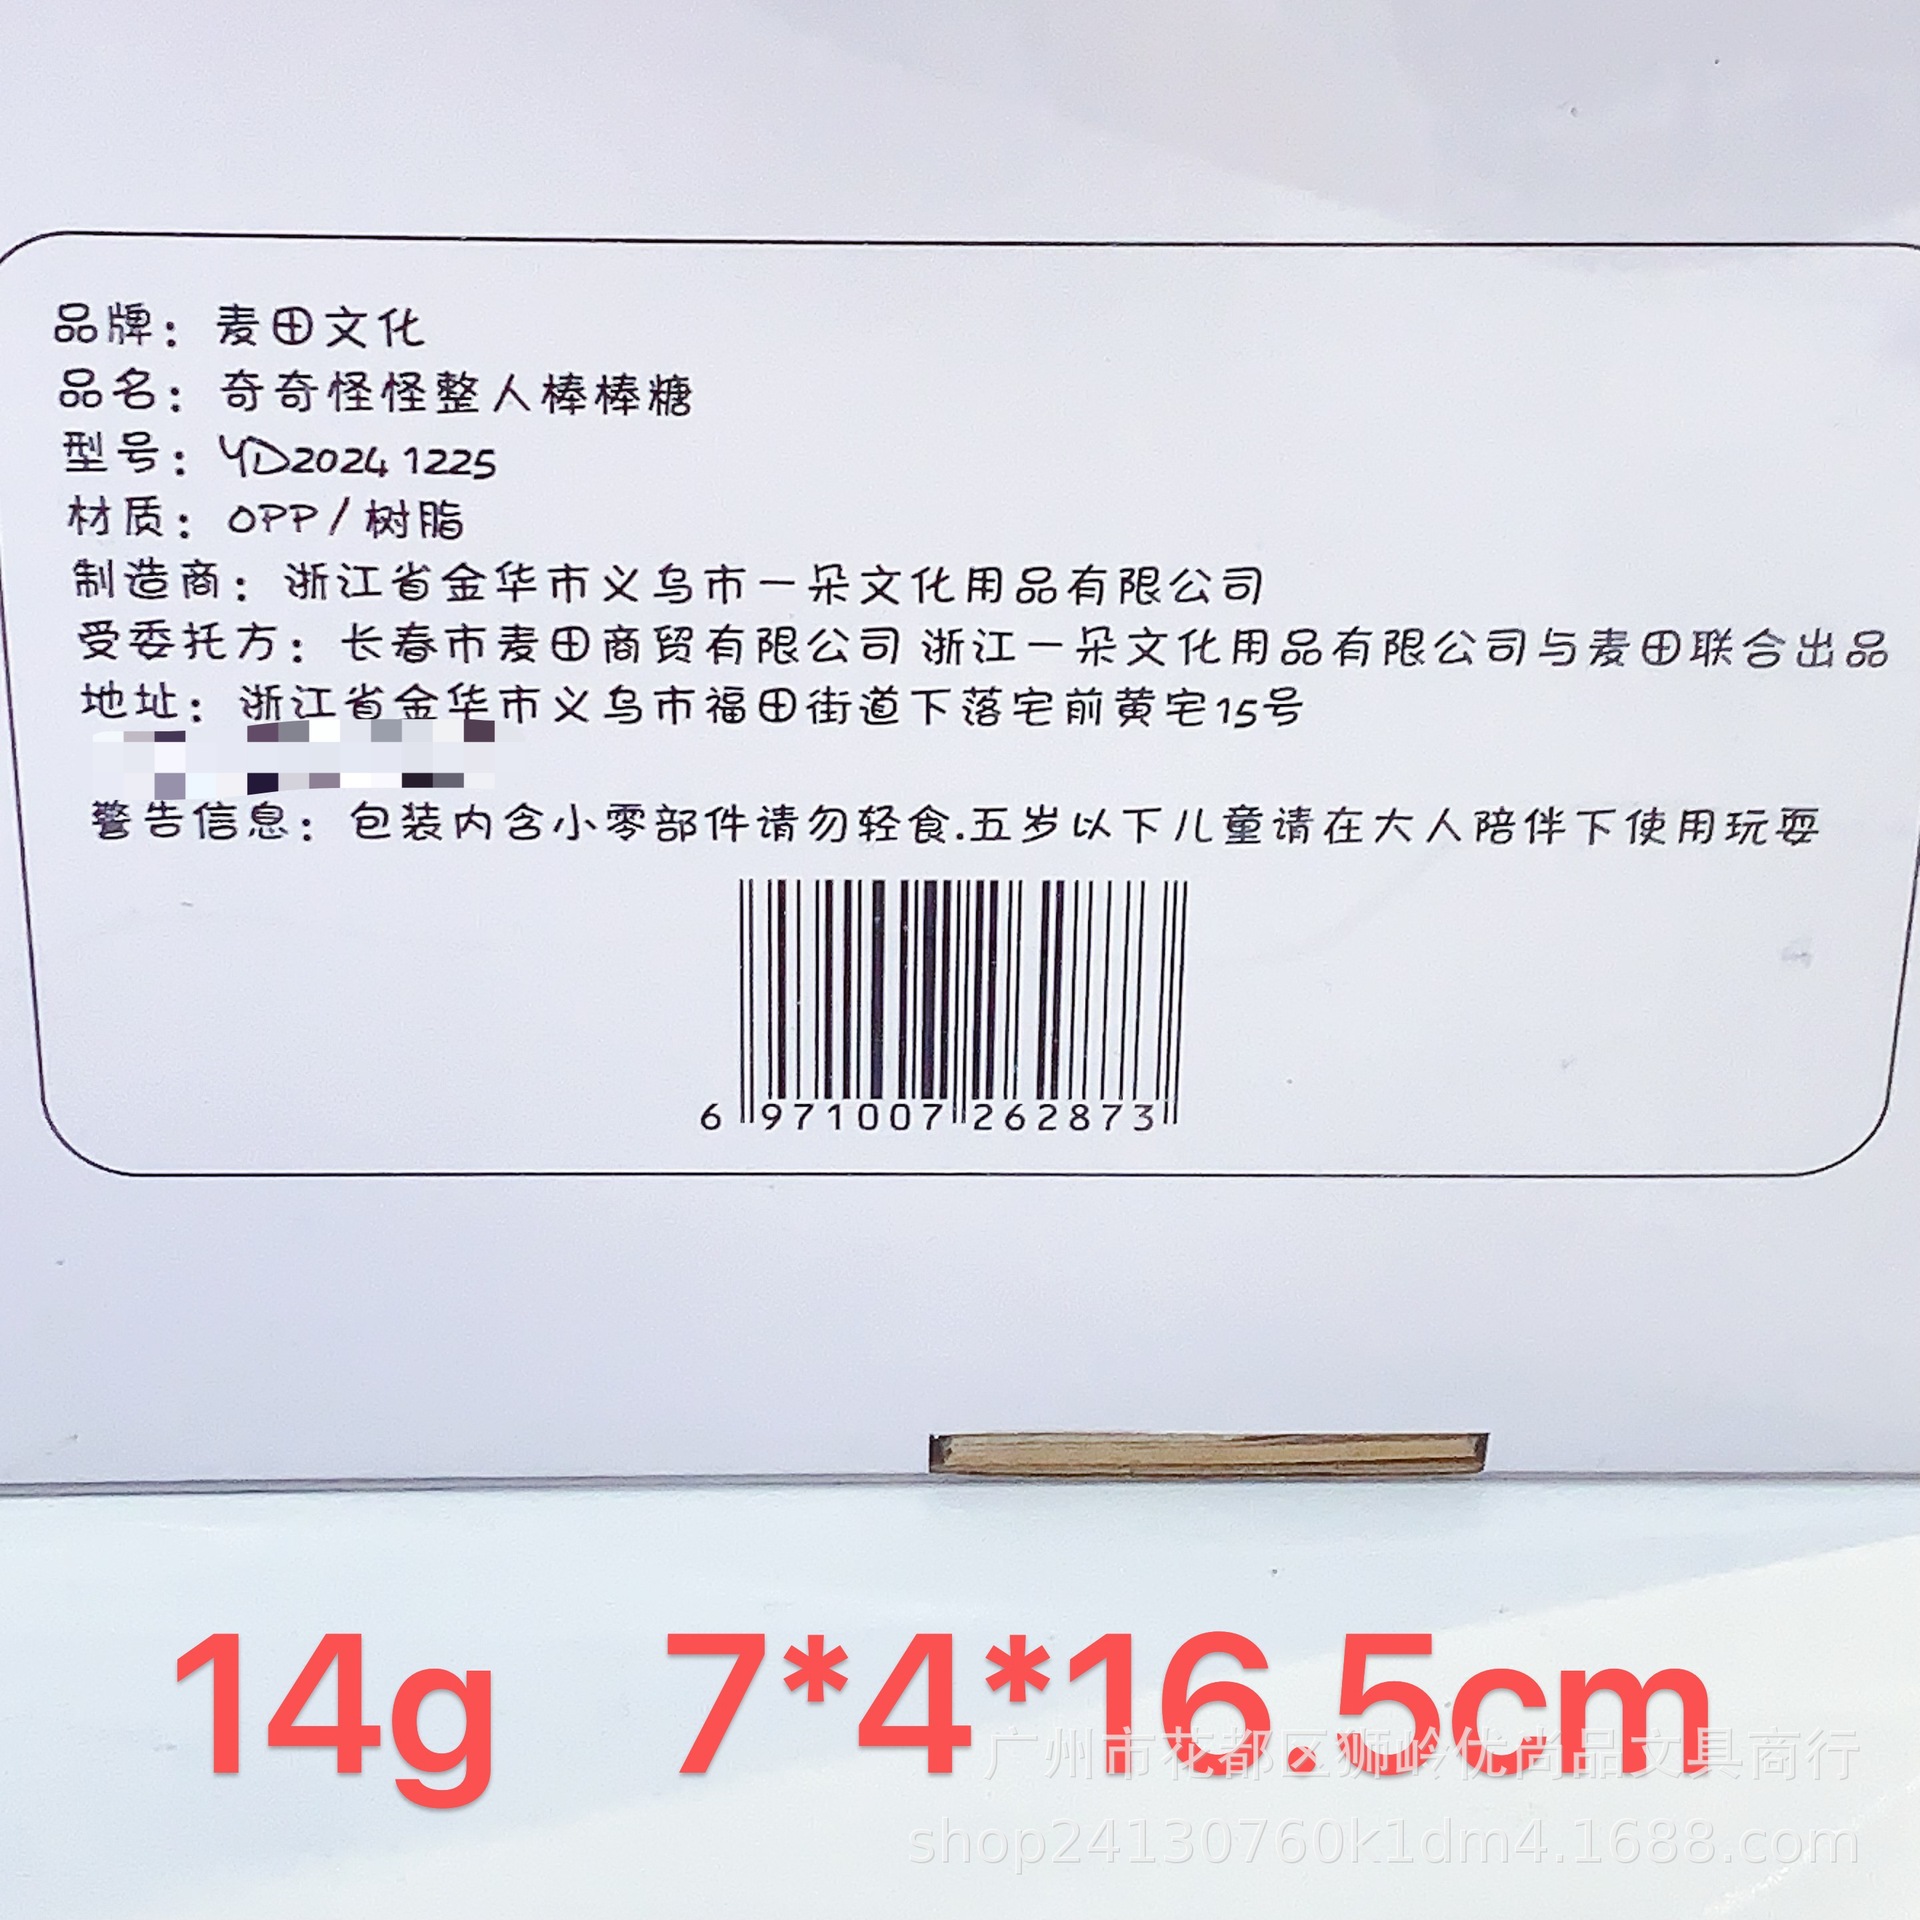 品牌：麦田文化
品名：奇奇怪怪整人棒棒糖
型号：YD20241225
材质：OPP/树脂
制造商：浙江省金华市义乌市一朵文化用品有限公司
受委托方：长春市麦田商贸有限公司 浙江一朵文化用品有限公司与麦田联合出品
地址：浙江省金华市义乌市福田街道下落宅前黄宅15号
警告信息：包装内含小零部件请勿轻食.五岁以下儿童请在大人陪伴下使用玩耍
6 971007 262873
14g 7*4*16.5cm
广州市花都区狮岭优尚品文具商行
shop24130760k1dm4.1688.com